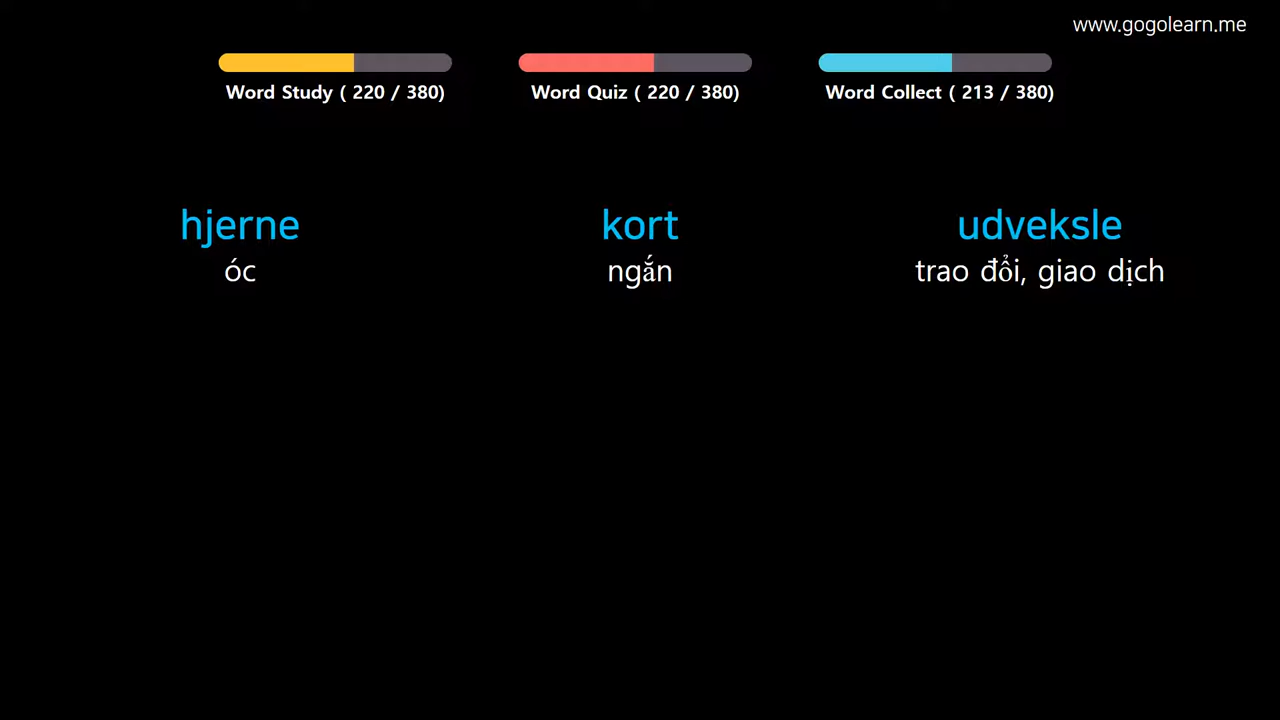 www.gogolearn.me
Word Study ( 220 / 380)
Word Quiz ( 220 / 380)
Word Collect ( 213 / 380)
hjerne
óc
kort
ngắn
udveksle
trao đổi, giao dịch